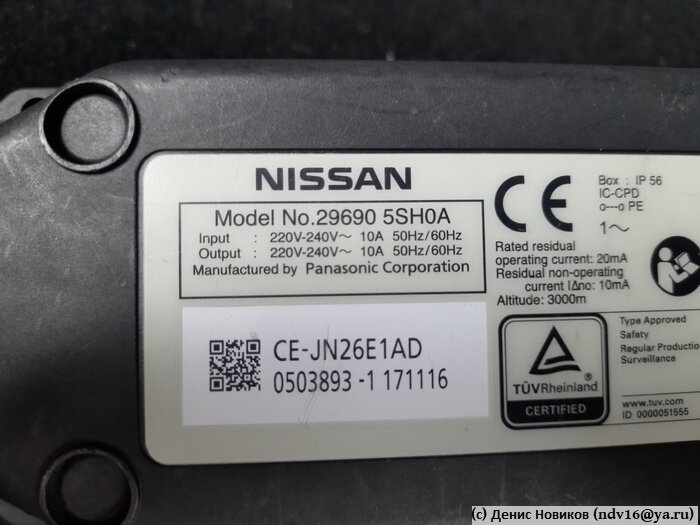 NISSAN
Model No.29690 5SH0A
Input : 220V-240V～ 10A 50Hz/60Hz
Output : 220V-240V～ 10A 50Hz/60Hz
Manufactured by Panasonic Corporation
CE-JN26E1AD
0503893 -1 171116
CE
Box : IP 56
IC-CPD
o---o PE
1～
Rated residual
operating current: 20mA
Residual non-operating
current IΔno: 10mA
Altitude: 3000m
TÜVRheinland
CERTIFIED
Type Approved
Safety
Regular Productio
Surveillance
www.tuv.com
ID 0000051555
(c) Денис Новиков (ndv16@ya.ru)